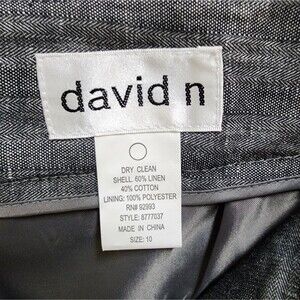 david n
DRY CLEAN
SHELL: 60% LINEN
40% COTTON
LINING: 100% POLYESTER
RN# 92993
STYLE: 8777037
MADE IN CHINA
SIZE: 10